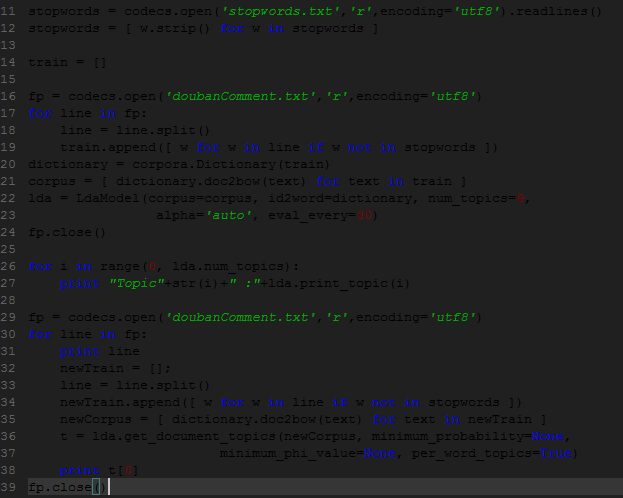 11 stopwords = codecs.open('stopwords.txt','r',encoding='utf8').readlines()
12 stopwords = [ w.strip() for w in stopwords ]
13
14 train = []
15
16 fp = codecs.open('doubanComment.txt','r',encoding='utf8')
17 for line in fp:
18     line = line.split()
19     train.append([ w for w in line if w not in stopwords ])
20 dictionary = corpora.Dictionary(train)
21 corpus = [ dictionary.doc2bow(text) for text in train ]
22 lda = LdaModel(corpus=corpus, id2word=dictionary, num_topics=,
23                 alpha='auto', eval_every=)
24 fp.close()
25
26 for i in range(0, lda.num_topics):
27     print "Topic"+str(i)+" :"+lda.print_topic(i)
28
29 fp = codecs.open('doubanComment.txt','r',encoding='utf8')
30 for line in fp:
31     print line
32     newTrain = [];
33     line = line.split()
34     newTrain.append([ w for w in line if w not in stopwords ])
35     newCorpus = [ dictionary.doc2bow(text) for text in newTrain ]
36     t = lda.get_document_topics(newCorpus, minimum_probability=None,
37                         minimum_phi_value=None, per_word_topics=True)
38     print t[0]
39 fp.close()